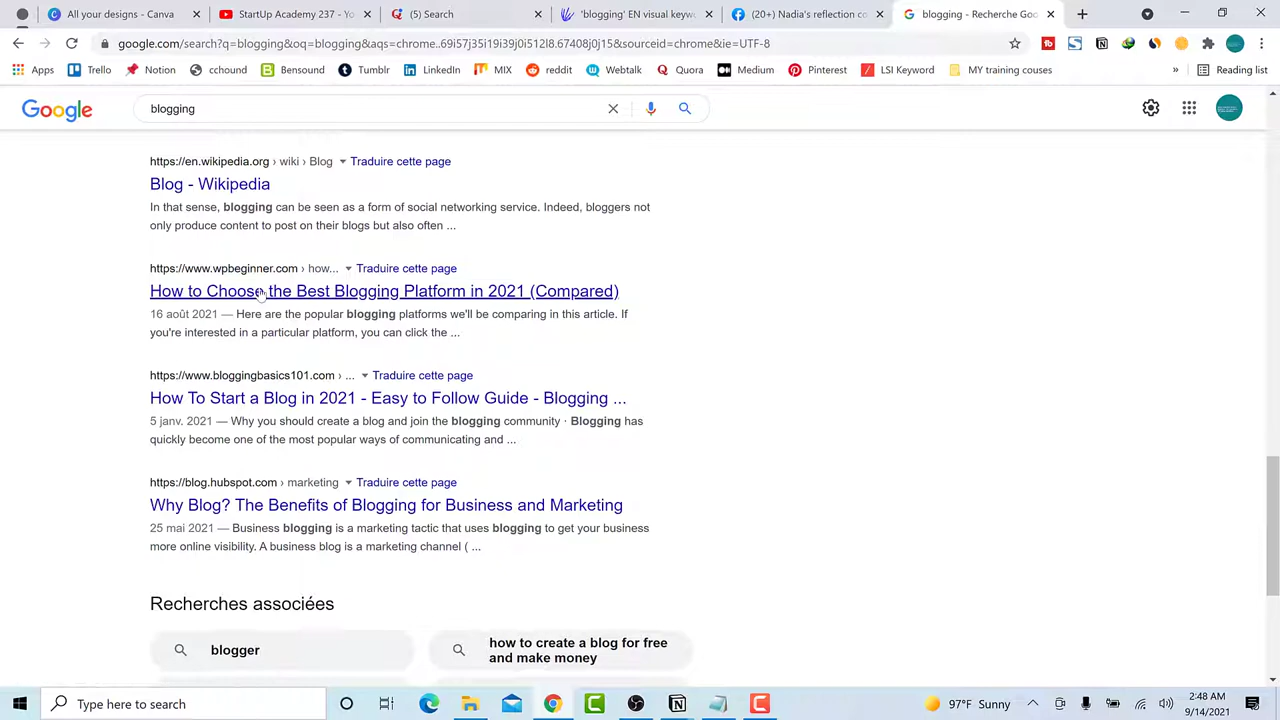 All your designs - Canva
StartUp Academy 237 - Yo
(5) Search
'blogging' EN visual keyw
(20+) Nadia's reflection co
blogging - Recherche Goo
google.com/search?q=blogging&oq=blogging&aqs=chrome..69i57j35i19i39j0i512l8.67408j0j15&sourceid=chrome&ie=UTF-8
Apps
Trello
Notion
cchound
Bensound
Tumblr
LinkedIn
MIX
reddit
Webtalk
Quora
Medium
Pinterest
LSI Keyword
MY training courses
»
Reading list
Google
blogging
https://en.wikipedia.org › wiki › Blog Traduire cette page
Blog - Wikipedia
In that sense, blogging can be seen as a form of social networking service. Indeed, bloggers not
only produce content to post on their blogs but also often ...
https://www.wpbeginner.com › how... Traduire cette page
How to Choose the Best Blogging Platform in 2021 (Compared)
16 août 2021 — Here are the popular blogging platforms we'll be comparing in this article. If
you're interested in a particular platform, you can click the ...
https://www.bloggingbasics101.com › ... Traduire cette page
How To Start a Blog in 2021 - Easy to Follow Guide - Blogging ...
5 janv. 2021 — Why you should create a blog and join the blogging community · Blogging has
quickly become one of the most popular ways of communicating and ...
https://blog.hubspot.com › marketing Traduire cette page
Why Blog? The Benefits of Blogging for Business and Marketing
25 mai 2021 — Business blogging is a marketing tactic that uses blogging to get your business
more online visibility. A business blog is a marketing channel ( ...
Recherches associées
blogger
how to create a blog for free
and make money
Type here to search
97°F Sunny
2:48 AM
9/14/2021